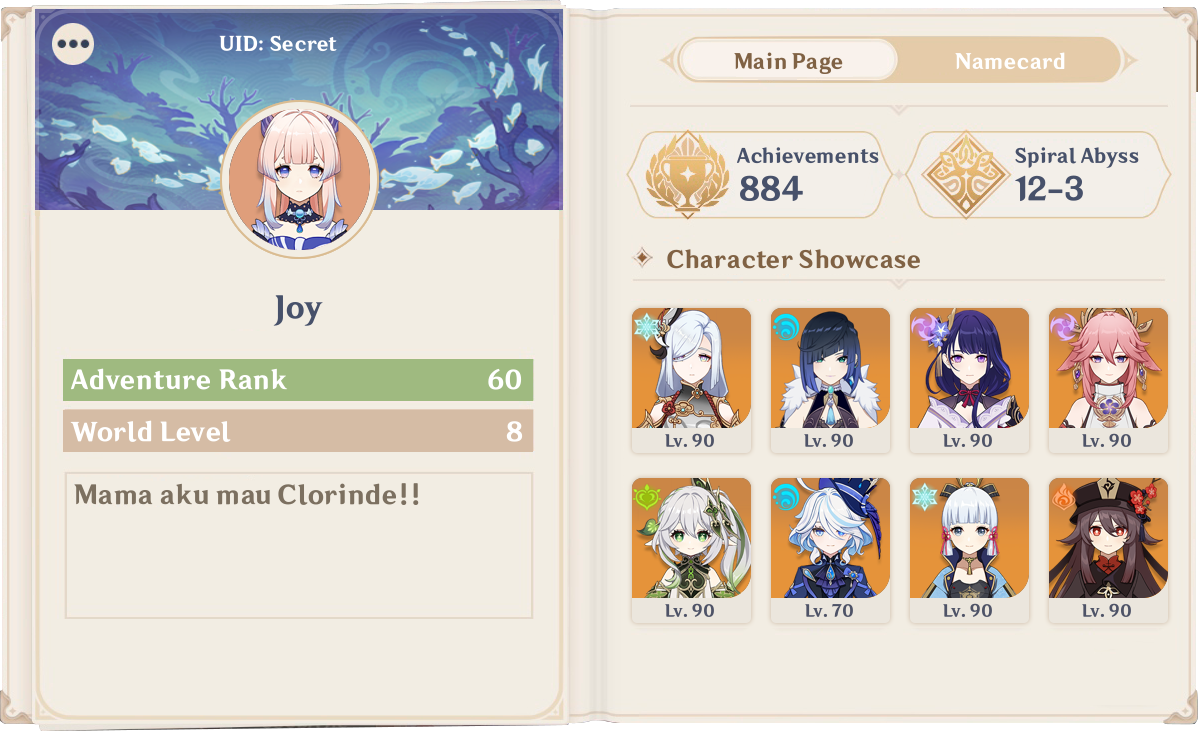 UID: Secret
Joy
Adventure Rank 60
World Level 8
Mama aku mau Clorinde!!
Main Page Namecard
Achievements
884
Spiral Abyss
12-3
Character Showcase
Lv. 90 Lv. 90 Lv. 90 Lv. 90
Lv. 90 Lv. 70 Lv. 90 Lv. 90